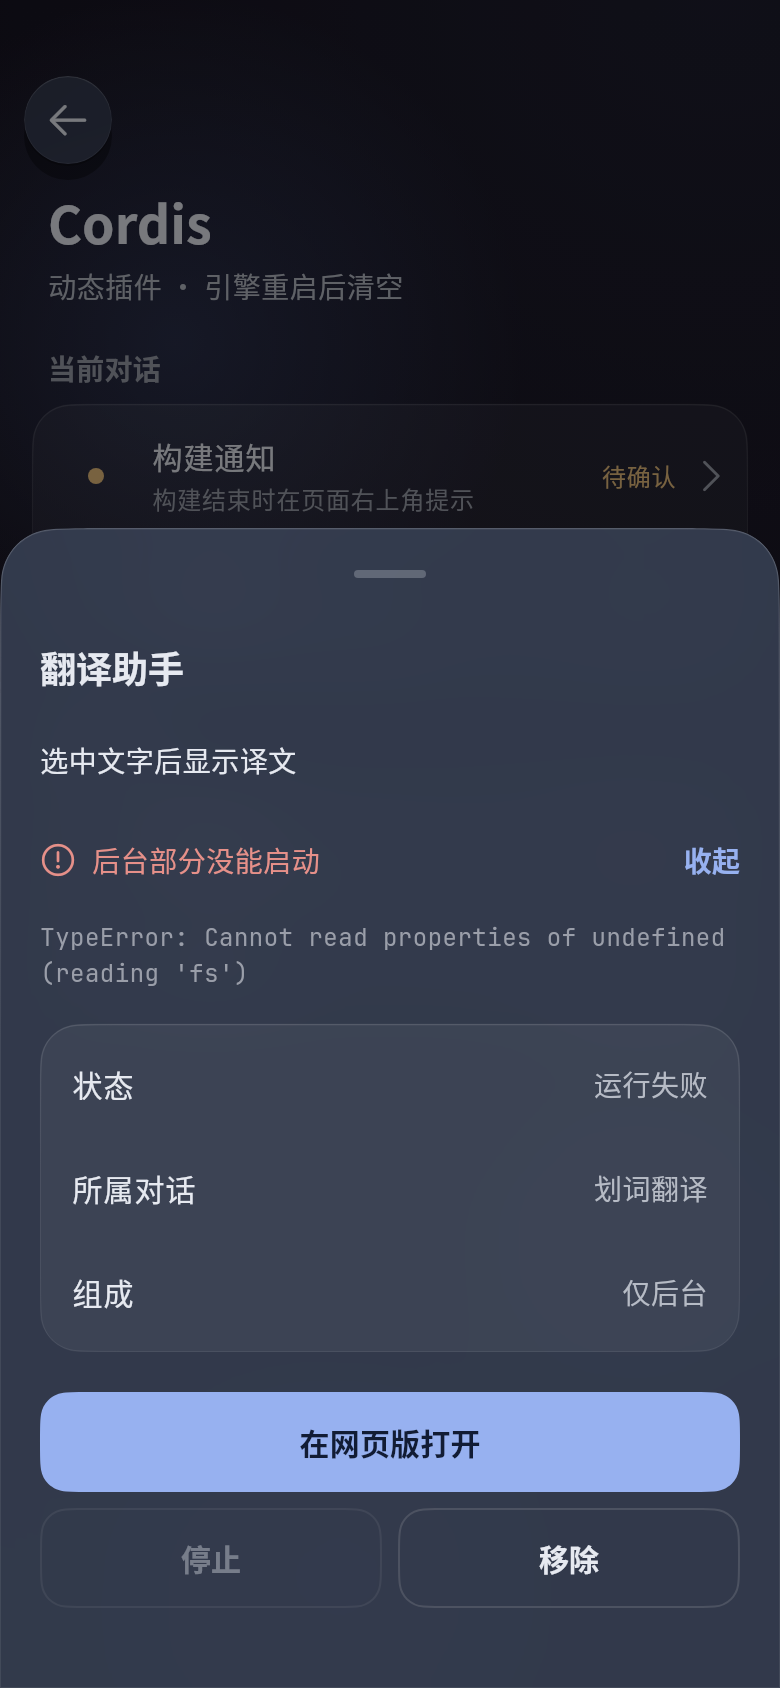 Cordis
动态插件 · 引擎重启后清空
当前对话
构建通知
构建结束时在页面右上角提示
待确认
翻译助手
选中文字后显示译文
后台部分没能启动
收起
TypeError: Cannot read properties of undefined
(reading 'fs')
状态
运行失败
所属对话
划词翻译
组成
仅后台
在网页版打开
停止
移除